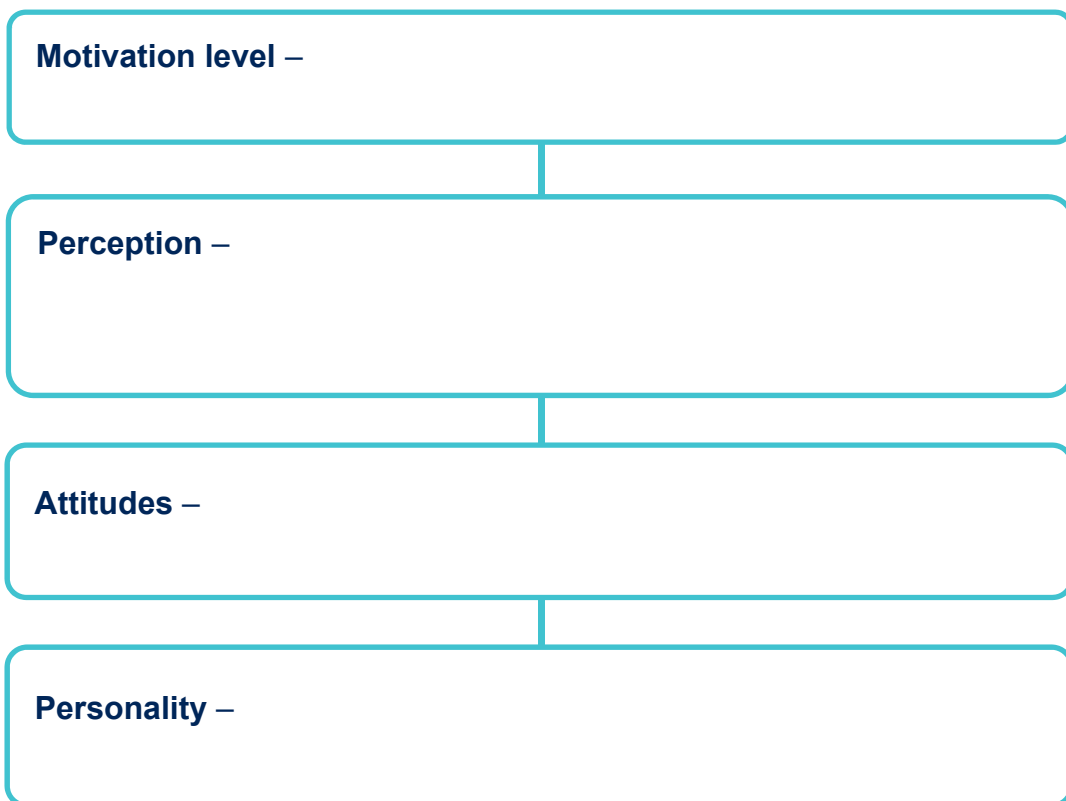 Motivation level –
Perception –
Attitudes –
Personality –